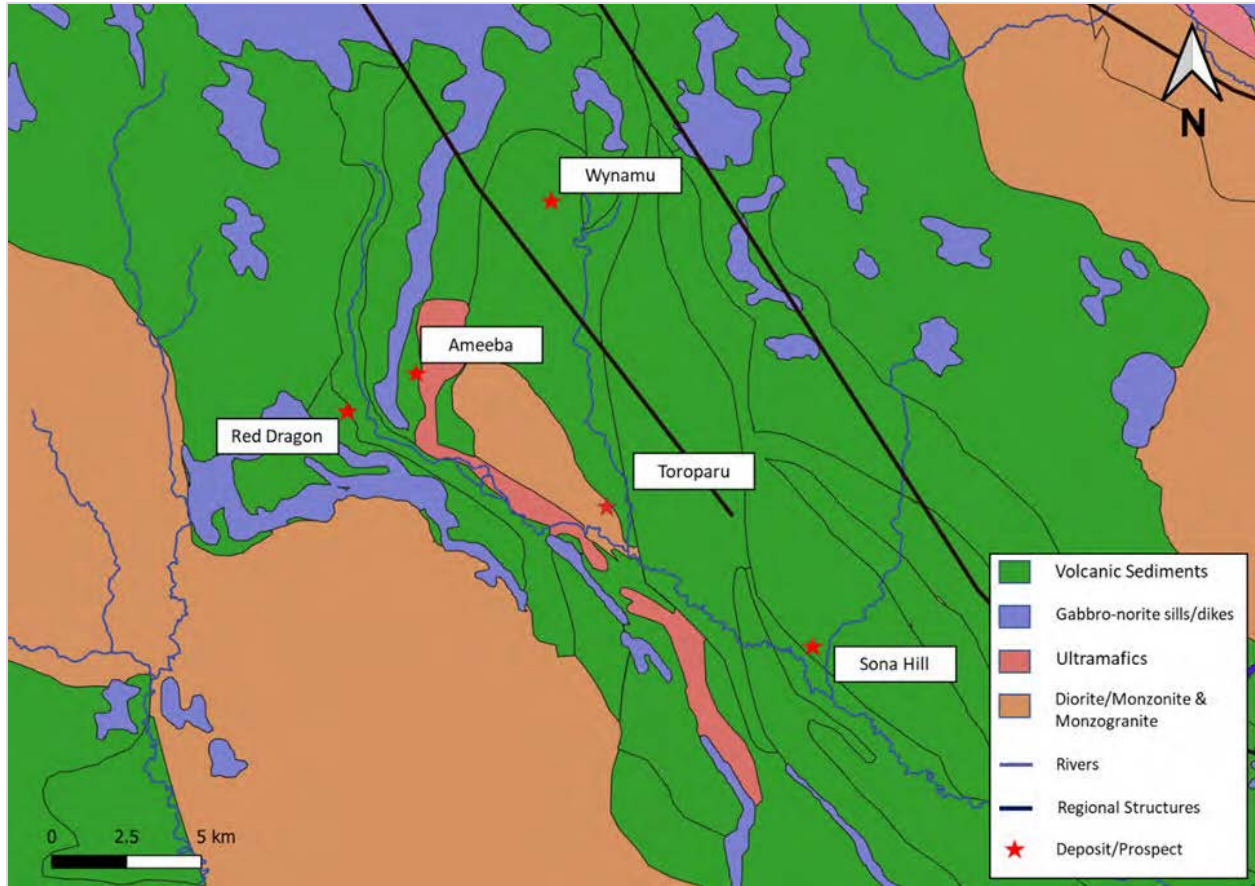 N
Wynamu
Ameeba
Red Dragon
Toroparu
Sona Hill
Volcanic Sediments
Gabbro-norite sills/dikes
Ultramafics
Diorite/Monzonite &
Monzogranite
Rivers
Regional Structures
Deposit/Prospect
0 2.5 5 km